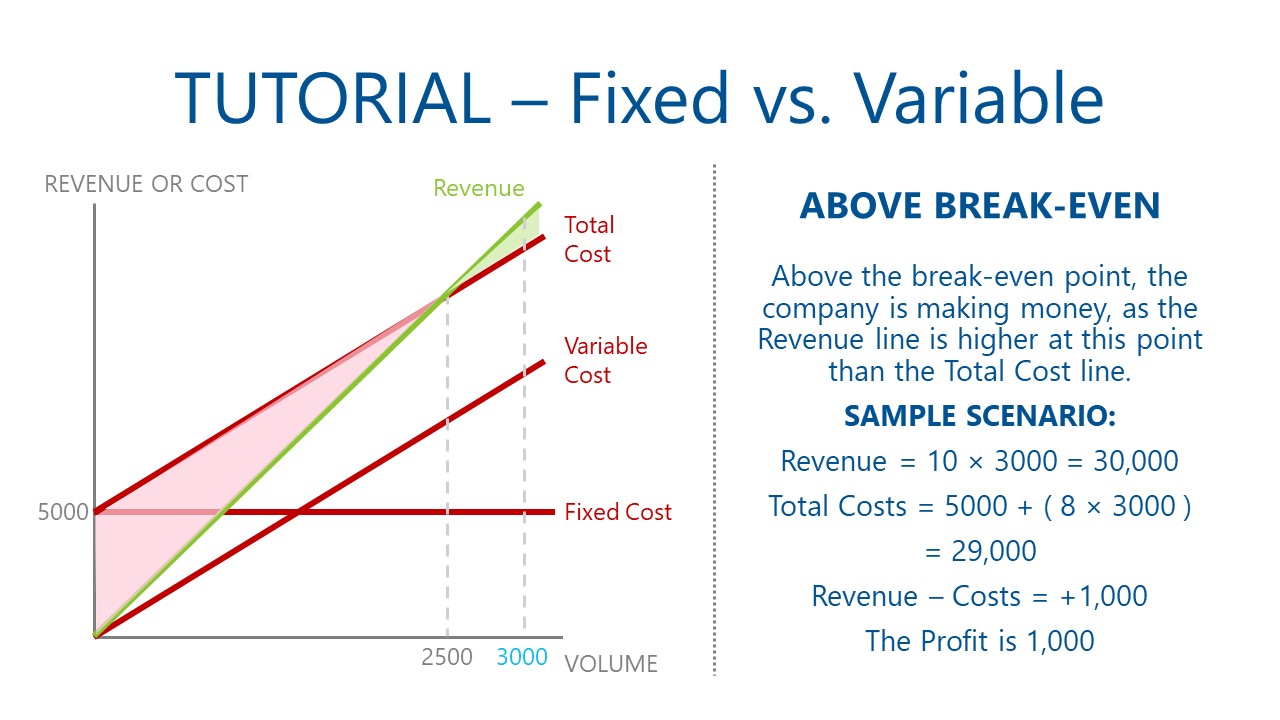 TUTORIAL – Fixed vs. Variable
REVENUE OR COST
Revenue
Total
Cost
Variable
Cost
5000
Fixed Cost
2500
3000
VOLUME
ABOVE BREAK-EVEN
Above the break-even point, the
company is making money, as the
Revenue line is higher at this point
than the Total Cost line.
SAMPLE SCENARIO:
Revenue = 10 × 3000 = 30,000
Total Costs = 5000 + ( 8 × 3000 )
= 29,000
Revenue – Costs = +1,000
The Profit is 1,000